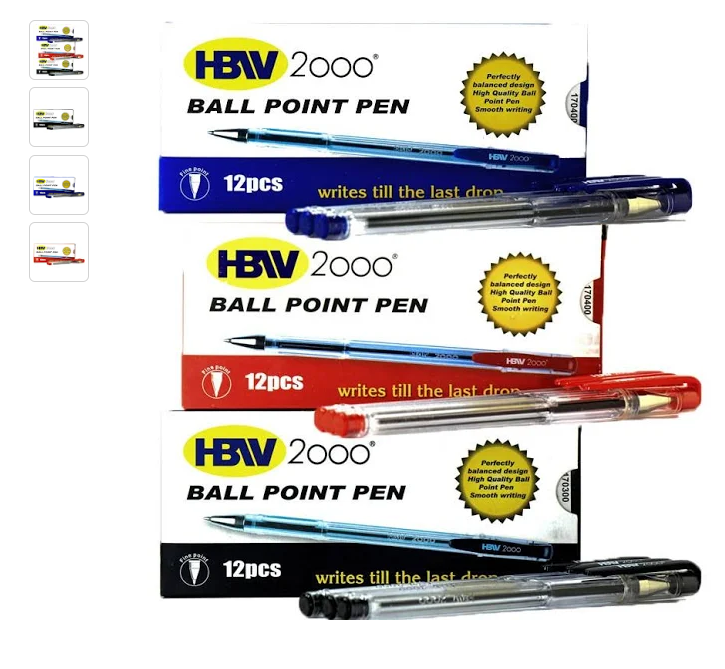 HBW 2000®
BALL POINT PEN
Perfectly
balanced design
High Quality Ball
Point Pen
Smooth writing
170400
HBW 2000
Fine point
12pcs
writes till the last drop
HBW 2000®
BALL POINT PEN
Perfectly
balanced design
High Quality Ball
Point Pen
Smooth writing
170400
HBW 2000
Fine point
12pcs
writes till the last drop
HBW 2000®
BALL POINT PEN
Perfectly
balanced design
High Quality Ball
Point Pen
Smooth writing
170300
HBW 2000
Fine point
12pcs
writes till the last drop
HBW 2000
HBW 2000